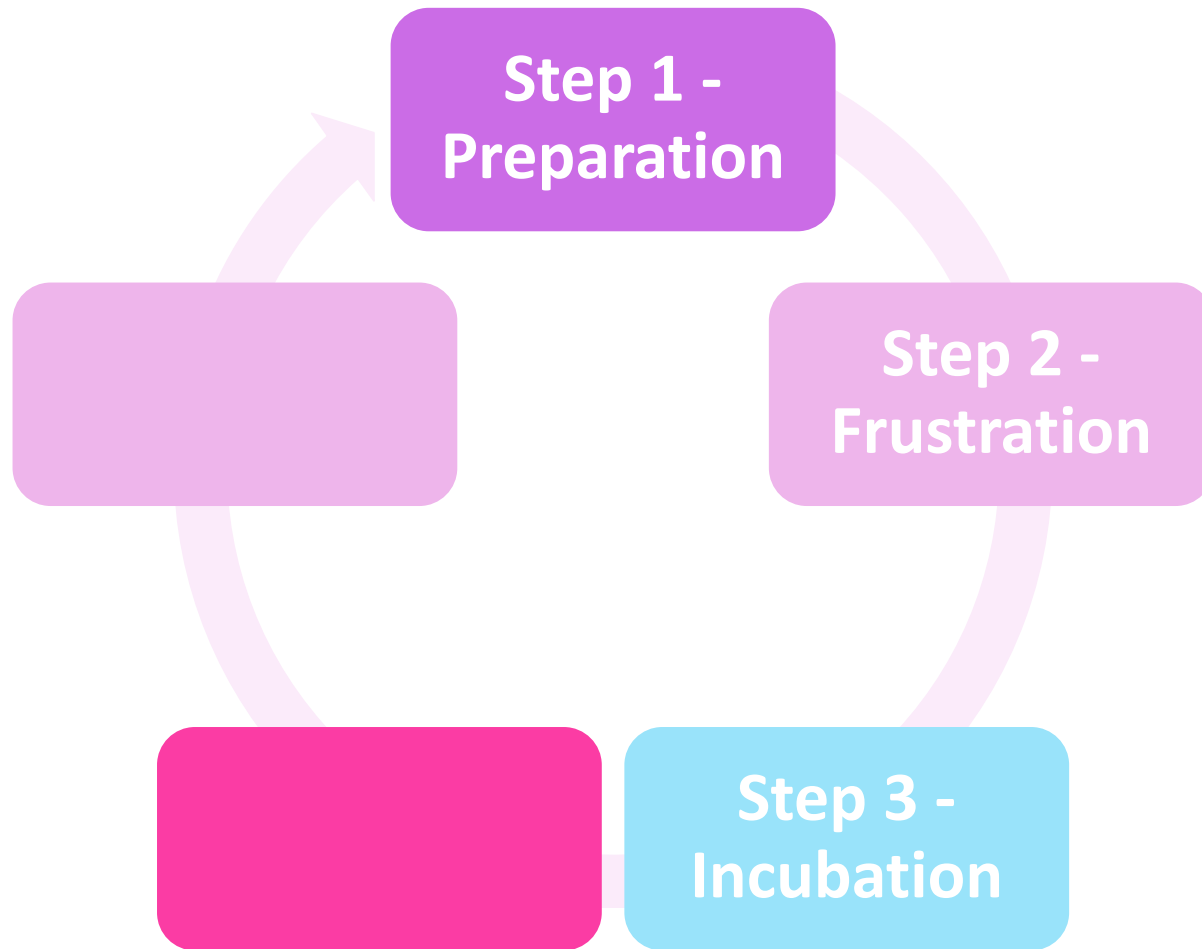 Step 1 -
Preparation
Step 2 -
Frustration
Step 3 -
Incubation